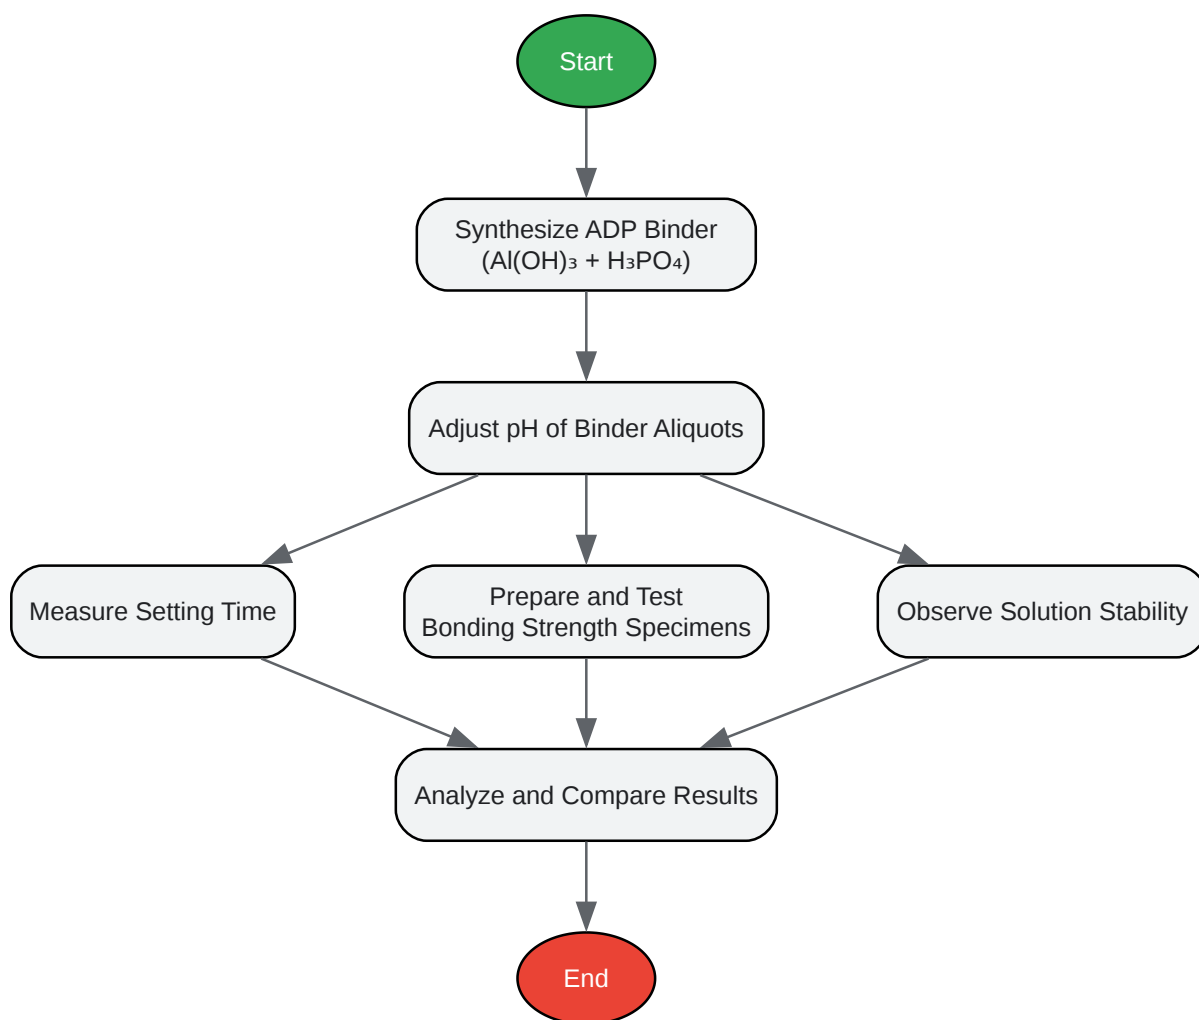 Start
Synthesize ADP Binder
(Al(OH)₃ + H₃PO₄)
Adjust pH of Binder Aliquots
Measure Setting Time
Prepare and Test
Bonding Strength Specimens
Observe Solution Stability
Analyze and Compare Results
End